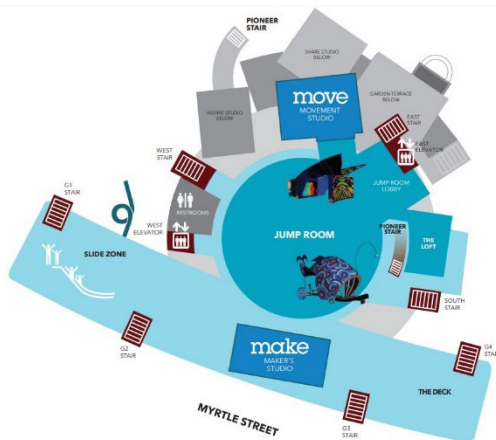 PIONEER
STAIR
SHARE STUDIO
BELOW
move
MOVEMENT
STUDIO
GARDEN TERRACE
BELOW
INSPIRE STUDIO
BELOW
EAST
STAIR
EAST
ELEVATOR
WEST
STAIR
JUMP ROOM
LOBBY
G1
STAIR
RESTROOMS
WEST
ELEVATOR
JUMP ROOM
PIONEER
STAIR
THE
LOFT
SLIDE ZONE
SOUTH
STAIR
G2
STAIR
make
MAKER'S
STUDIO
G4
STAI
THE DECK
MYRTLE STREET
G3
STAIR